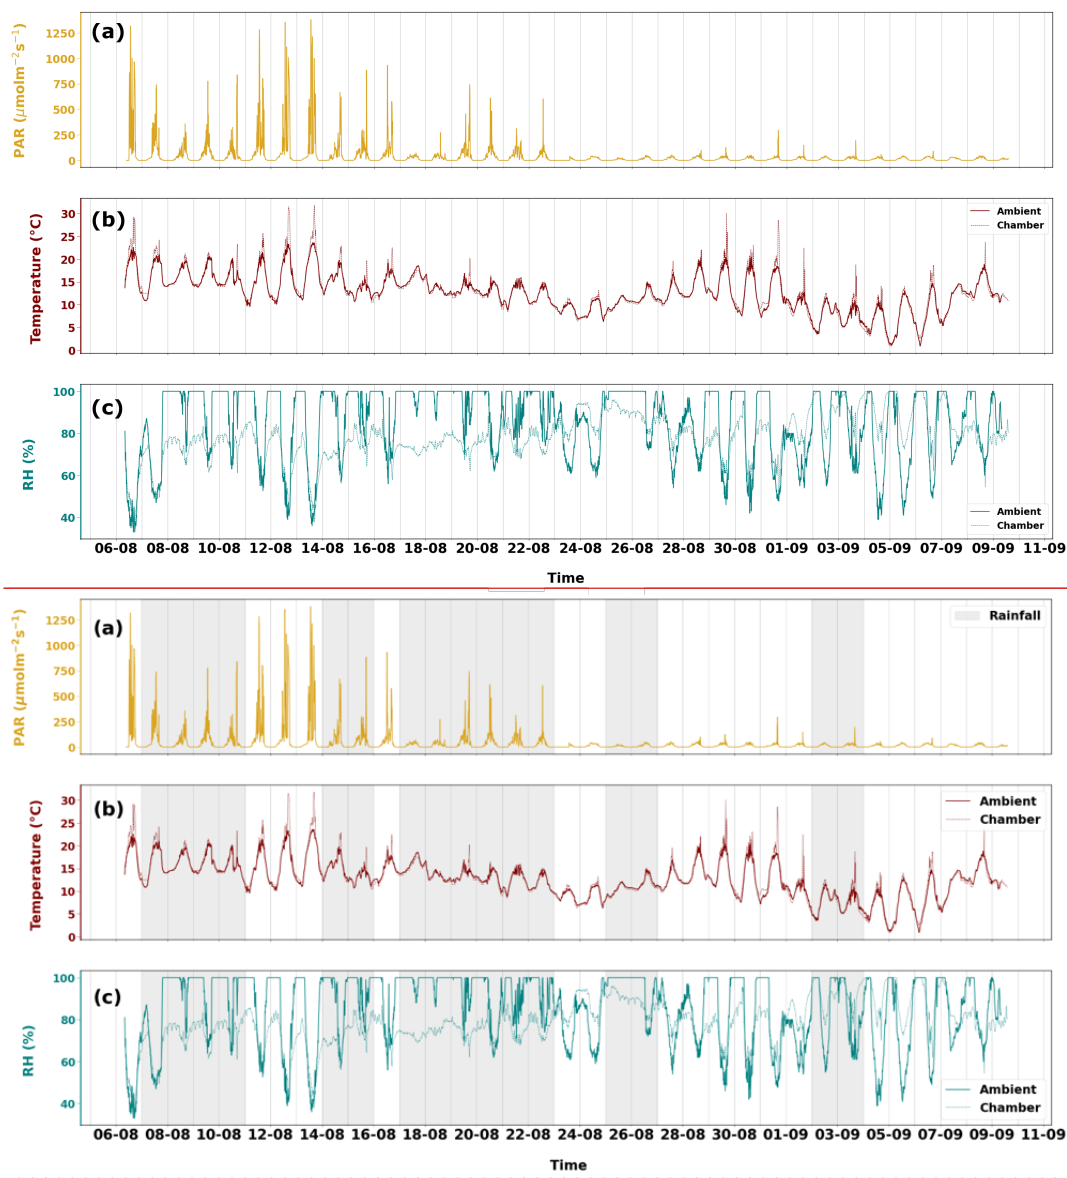 (a)
PAR (μmolm⁻²s⁻¹)
1250
1000
750
500
250
0
(b)
Temperature (°C)
30
25
20
15
10
5
0
Ambient
Chamber
(c)
RH (%)
100
80
60
40
Ambient
Chamber
06-08 08-08 10-08 12-08 14-08 16-08 18-08 20-08 22-08 24-08 26-08 28-08 30-08 01-09 03-09 05-09 07-09 09-09 11-09
Time
(a)
Rainfall
PAR (μmolm⁻²s⁻¹)
1250
1000
750
500
250
0
(b)
Temperature (°C)
30
25
20
15
10
5
0
Ambient
Chamber
(c)
RH (%)
100
80
60
40
Ambient
Chamber
06-08 08-08 10-08 12-08 14-08 16-08 18-08 20-08 22-08 24-08 26-08 28-08 30-08 01-09 03-09 05-09 07-09 09-09 11-09
Time